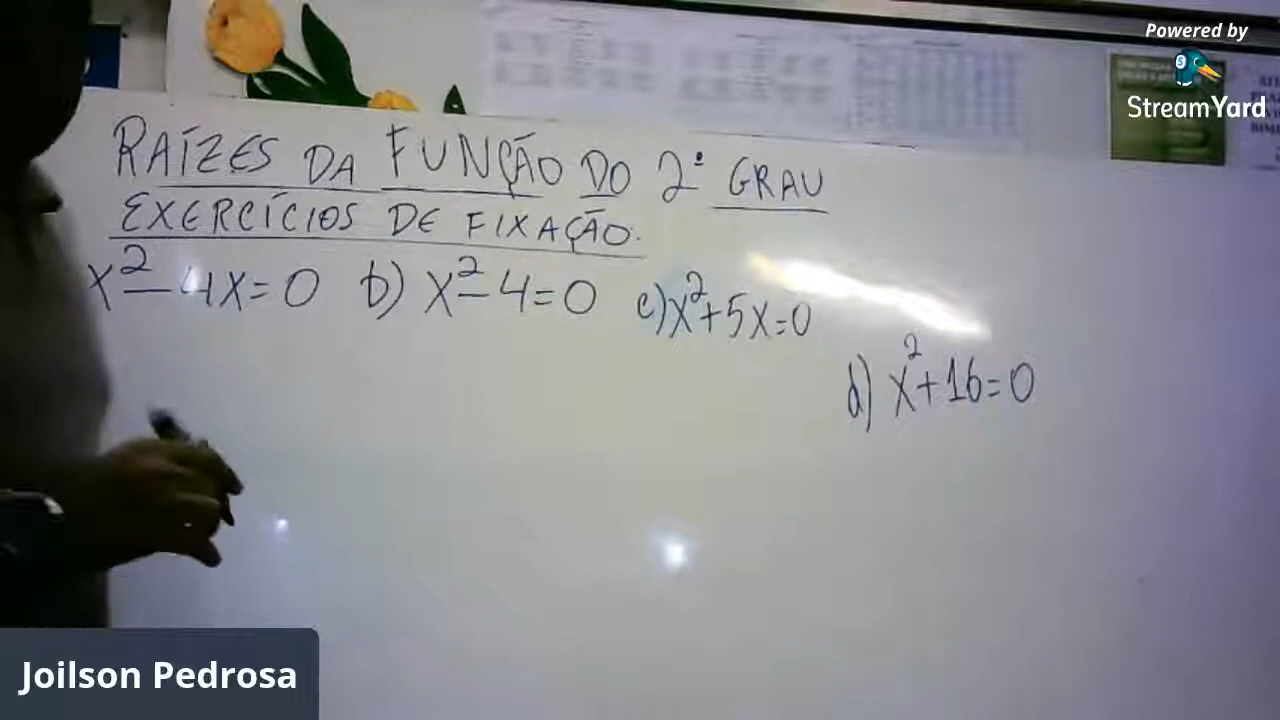 Powered by
StreamYard
RAÍZES DA FUNÇÃO DO 2º GRAU
EXERCÍCIOS DE FIXAÇÃO.
x²-4x=0 b) x²-4=0 c) x²+5x=0
d) x²+16=0
Joilson Pedrosa